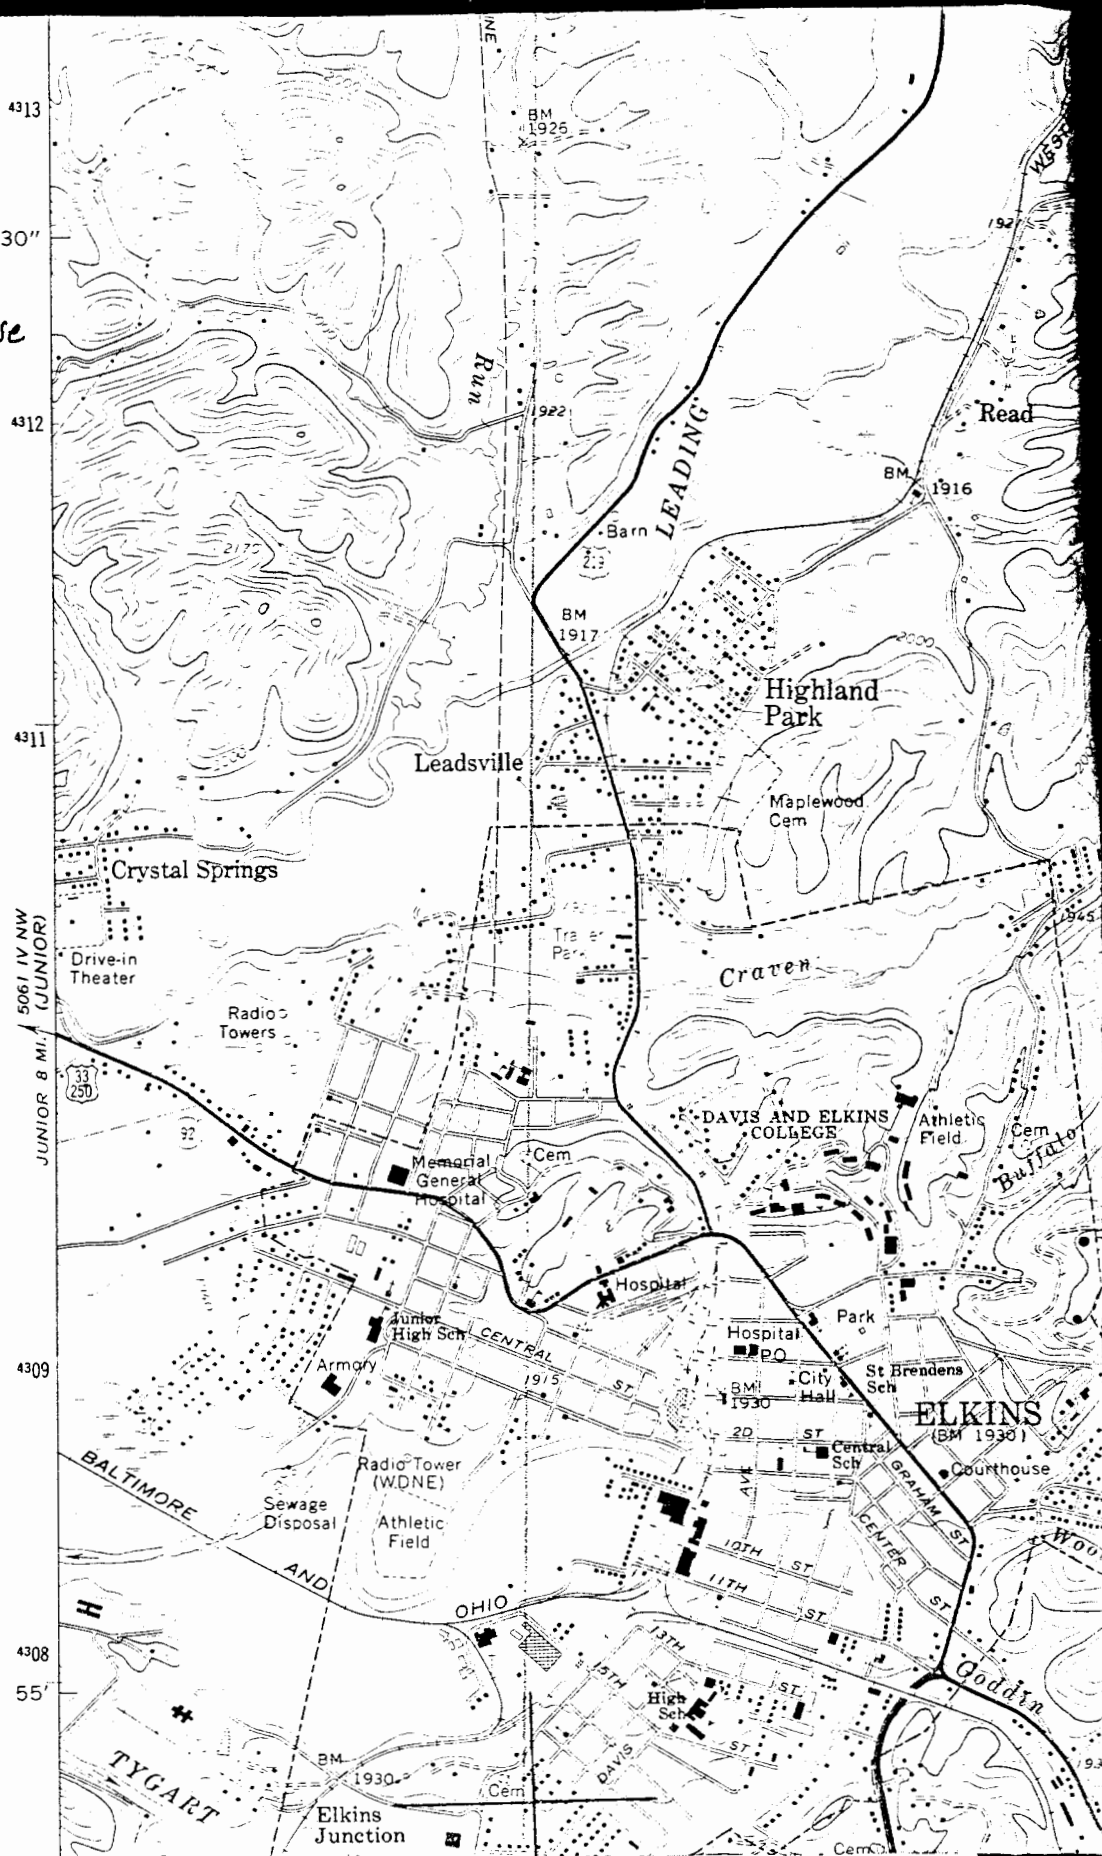 4313
BM
1925
WEST
1921
30"
se
Run
4312
1922
LEADING
Read
BM
1916
Barn
219
2175
BM
1917
2000
Highland
Park
4311
Leadsville
Maplewood
Cem
Crystal Springs
5061 IV NW
(JUNIOR)
JUNIOR 8 MI.
1945
Drive-in
Theater
Trailer
Park
Craven
Radio
Towers
33
250
92
DAVIS AND ELKINS
COLLEGE
Athletic
Field
Cem
Buffalo
Memorial
General
Hospital
Cem
Hospital
Junior
High Sch
CENTRAL
ST
1915
Armory
Hospital
PO
Park
City
Hall
St Brendens
Sch
4309
BM
1930
ELKINS
(BM 1930)
2D ST
Central
Sch
AVE
Courthouse
GRAHAM ST
CENTER ST
BALTIMORE AND OHIO
Radio Tower
(WDNE)
Sewage
Disposal
Athletic
Field
10TH ST
11TH ST
13TH ST
15TH ST
4308
55'
High
Sch
DAVIS
Goddin
TYGART
BM
1930
Cem
Elkins
Junction
Cem